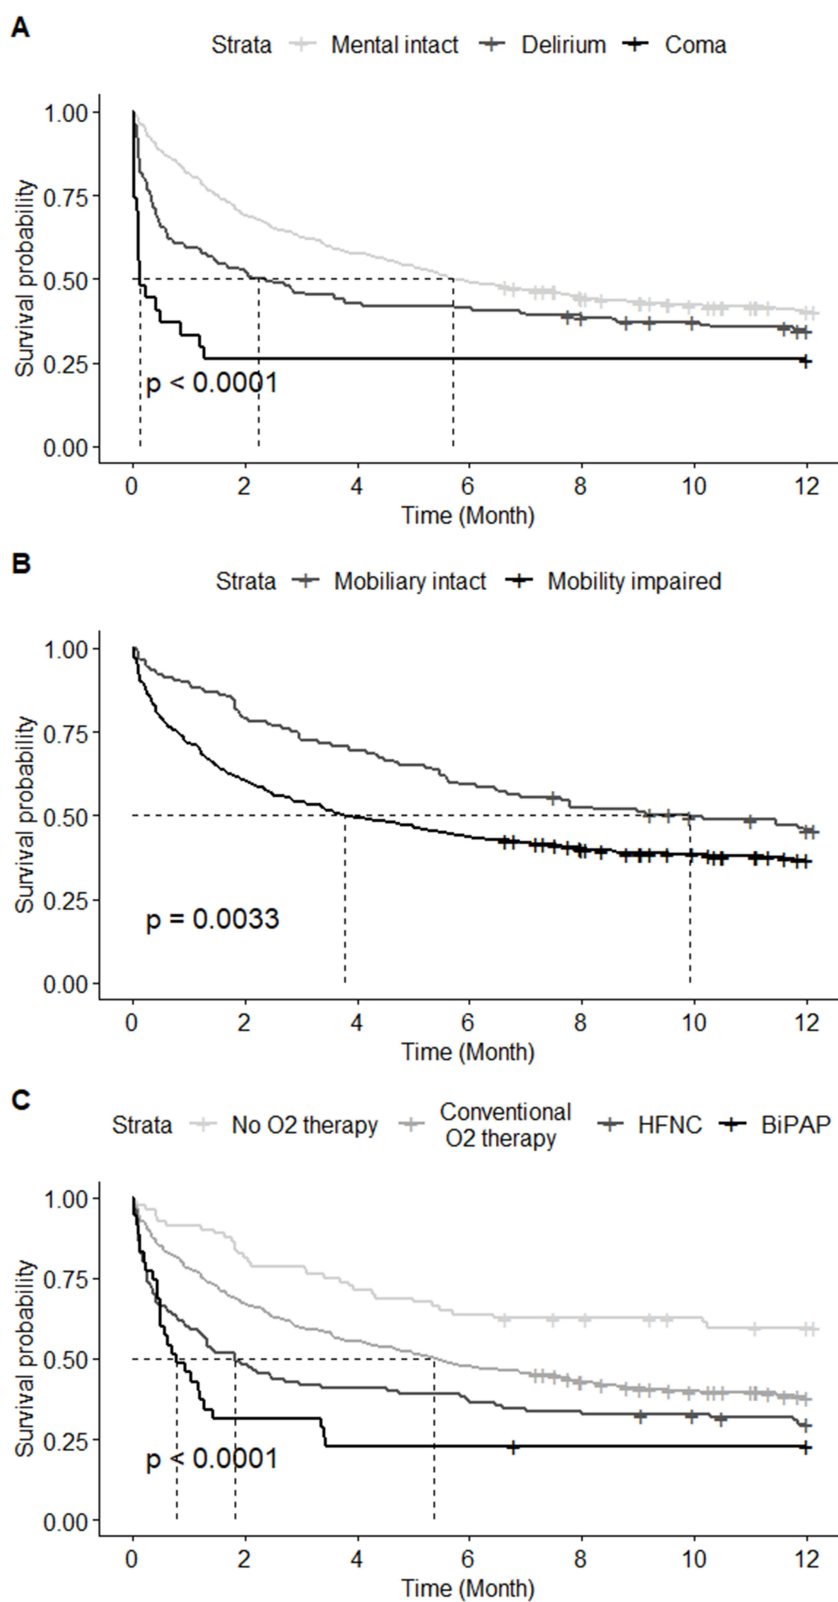 A
Strata Mental intact Delirium Coma
Survival probability
1.00
0.75
0.50
0.25
0.00
p < 0.0001
0 2 4 6 8 10 12
Time (Month)
B
Strata Mobiliary intact Mobility impaired
Survival probability
1.00
0.75
0.50
0.25
0.00
p = 0.0033
0 2 4 6 8 10 12
Time (Month)
C
Strata No O2 therapy Conventional O2 therapy HFNC BiPAP
Survival probability
1.00
0.75
0.50
0.25
0.00
p < 0.0001
0 2 4 6 8 10 12
Time (Month)